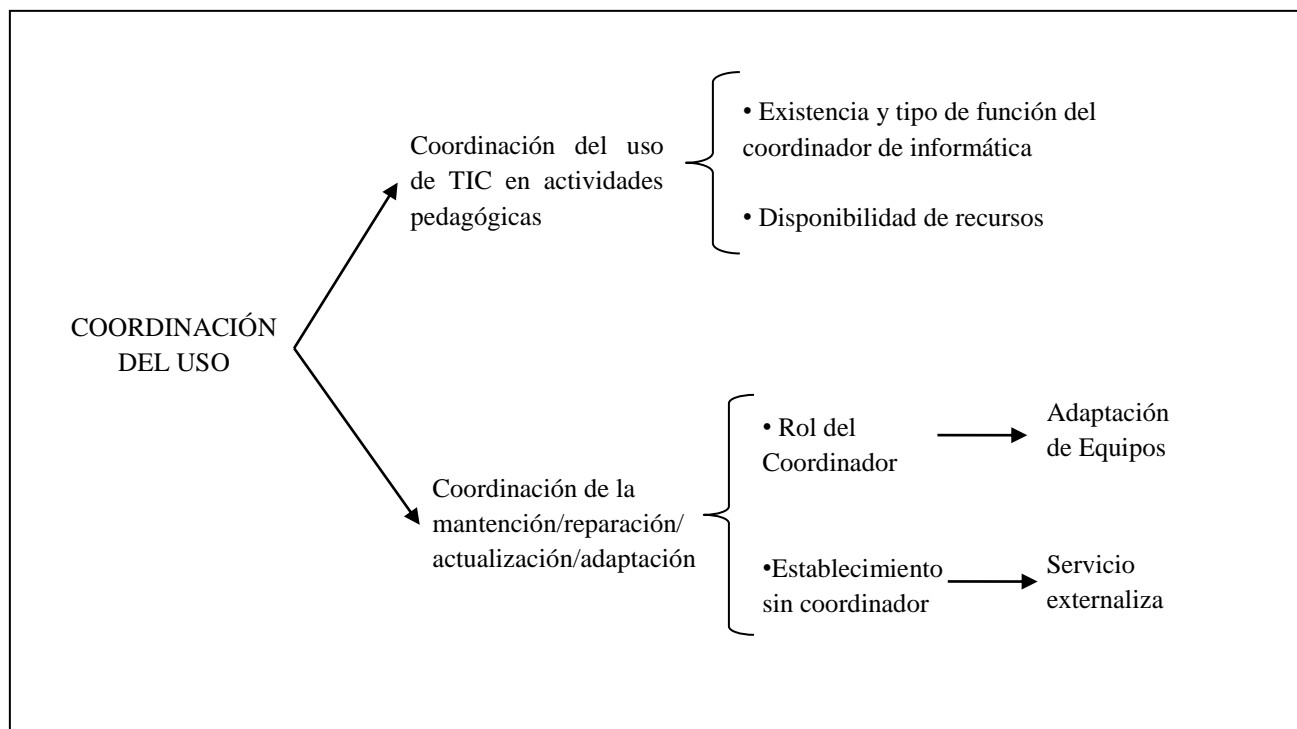 • Existencia y tipo de función del
coordinador de informática
Coordinación del uso
de TIC en actividades
pedagógicas
• Disponibilidad de recursos
COORDINACIÓN
DEL USO
Coordinación de la
mantención/reparación/
actualización/adaptación
• Rol del
Coordinador
Adaptación
de Equipos
•Establecimiento
sin coordinador
Servicio
externaliza